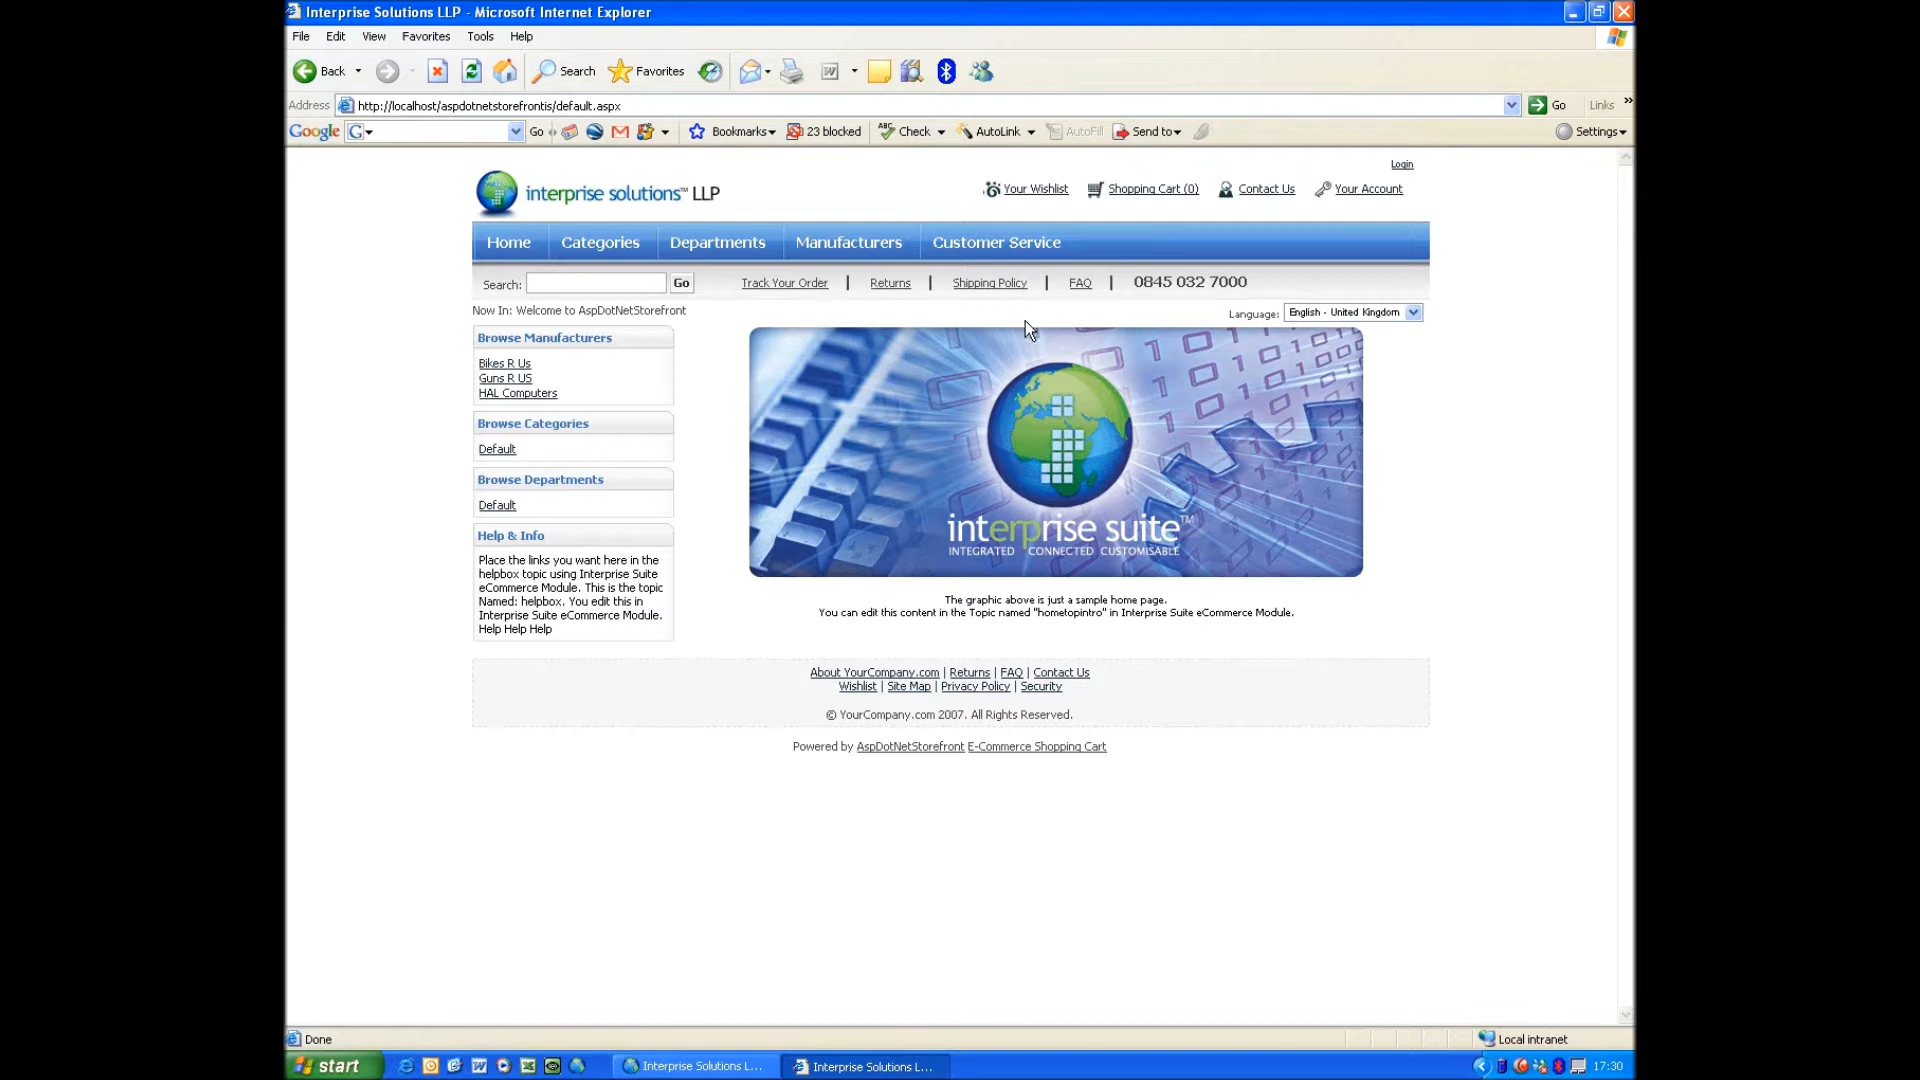 Interprise Solutions LLP - Microsoft Internet Explorer
File Edit View Favorites Tools Help
Back Search Favorites
Address http://localhost/aspdotnetstorefrontis/default.aspx Go Links »
Google G Go Bookmarks 23 blocked Check AutoLink AutoFill Send to Settings
Login
interprise solutions™ LLP
Your Wishlist Shopping Cart (0) Contact Us Your Account
Home Categories Departments Manufacturers Customer Service
Search: Go Track Your Order | Returns | Shipping Policy | FAQ | 0845 032 7000
Now In: Welcome to AspDotNetStorefront
Language: English - United Kingdom
Browse Manufacturers
Bikes R Us
Guns R US
HAL Computers
Browse Categories
Default
Browse Departments
Default
Help & Info
Place the links you want here in the
helpbox topic using Interprise Suite
eCommerce Module. This is the topic
Named: helpbox. You edit this in
Interprise Suite eCommerce Module.
Help Help Help
interprise suite™
INTEGRATED CONNECTED CUSTOMISABLE
The graphic above is just a sample home page.
You can edit this content in the Topic named "hometopintro" in Interprise Suite eCommerce Module.
About YourCompany.com | Returns | FAQ | Contact Us
Wishlist | Site Map | Privacy Policy | Security
© YourCompany.com 2007. All Rights Reserved.
Powered by AspDotNetStorefront E-Commerce Shopping Cart
Done Local intranet
start Interprise Solutions L... Interprise Solutions L... 17:30